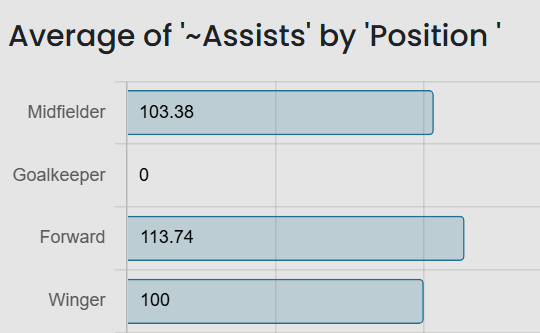 Average of '~Assists' by 'Position '
Midfielder 103.38
Goalkeeper 0
Forward 113.74
Winger 100